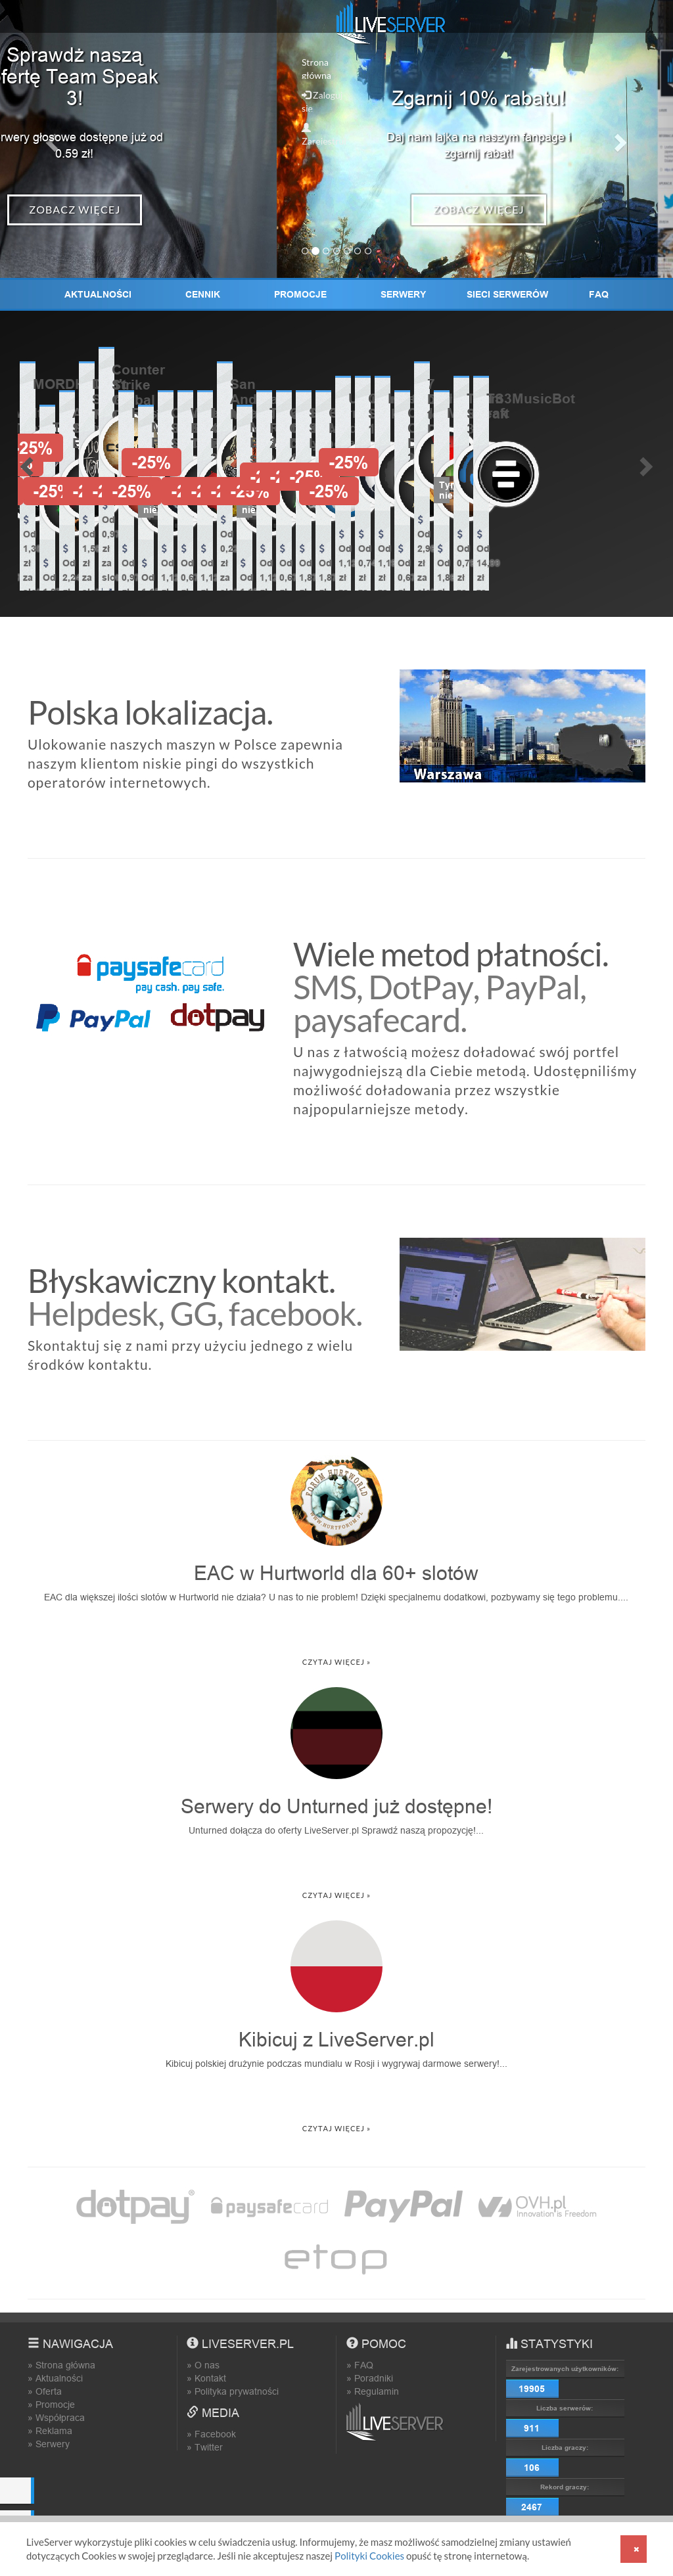 LIVESERVER
Sprawdź naszą
fertę Team Speak
3!
rwery głosowe dostępne już od
0.59 zł!
ZOBACZ WIĘCEJ
Strona
główna
Zgarnij 10% rabatu!
Daj nam lajka na naszym fanpage i
zgarnij rabat!
ZOBACZ WIĘCEJ
AKTUALNOŚCI CENNIK PROMOCJE SERWERY SIECI SERWERÓW FAQ
Counter
Strike
San
TS3MusicBot
-25%
-25%
-25%
-25%
-25%
Polska lokalizacja.
Ulokowanie naszych maszyn w Polsce zapewnia
naszym klientom niskie pingi do wszystkich
operatorów internetowych.
Warszawa
paysafecard
pay cash. pay safe.
PayPal dotpay
Wiele metod płatności.
SMS, DotPay, PayPal,
paysafecard.
U nas z łatwością możesz doładować swój portfel
najwygodniejszą dla Ciebie metodą. Udostępniliśmy
możliwość doładowania przez wszystkie
najpopularniejsze metody.
Błyskawiczny kontakt.
Helpdesk, GG, facebook.
Skontaktuj się z nami przy użyciu jednego z wielu
środków kontaktu.
EAC w Hurtworld dla 60+ slotów
EAC dla większej ilości slotów w Hurtworld nie działa? U nas to nie problem! Dzięki specjalnemu dodatkowi, pozbywamy się tego problemu....
CZYTAJ WIĘCEJ »
Serwery do Unturned już dostępne!
Unturned dołącza do oferty LiveServer.pl Sprawdź naszą propozycję!...
CZYTAJ WIĘCEJ »
Kibicuj z LiveServer.pl
Kibicuj polskiej drużynie podczas mundialu w Rosji i wygrywaj darmowe serwery!...
CZYTAJ WIĘCEJ »
dotpay® paysafecard PayPal OVH.pl
Innovation is Freedom
etop
NAWIGACJA
» Strona główna
» Aktualności
» Oferta
» Promocje
» Współpraca
» Reklama
» Serwery
LIVESERVER.PL
» O nas
» Kontakt
» Polityka prywatności
MEDIA
» Facebook
» Twitter
POMOC
» FAQ
» Poradniki
» Regulamin
LIVESERVER
STATYSTYKI
Zarejestrowanych użytkowników:
19905
Liczba serwerów:
911
Liczba graczy:
106
Rekord graczy:
2467
LiveServer wykorzystuje pliki cookies w celu świadczenia usług. Informujemy, że masz możliwość samodzielnej zmiany ustawień
dotyczących Cookies w swojej przeglądarce. Jeśli nie akceptujesz naszej Polityki Cookies opuść tę stronę internetową.